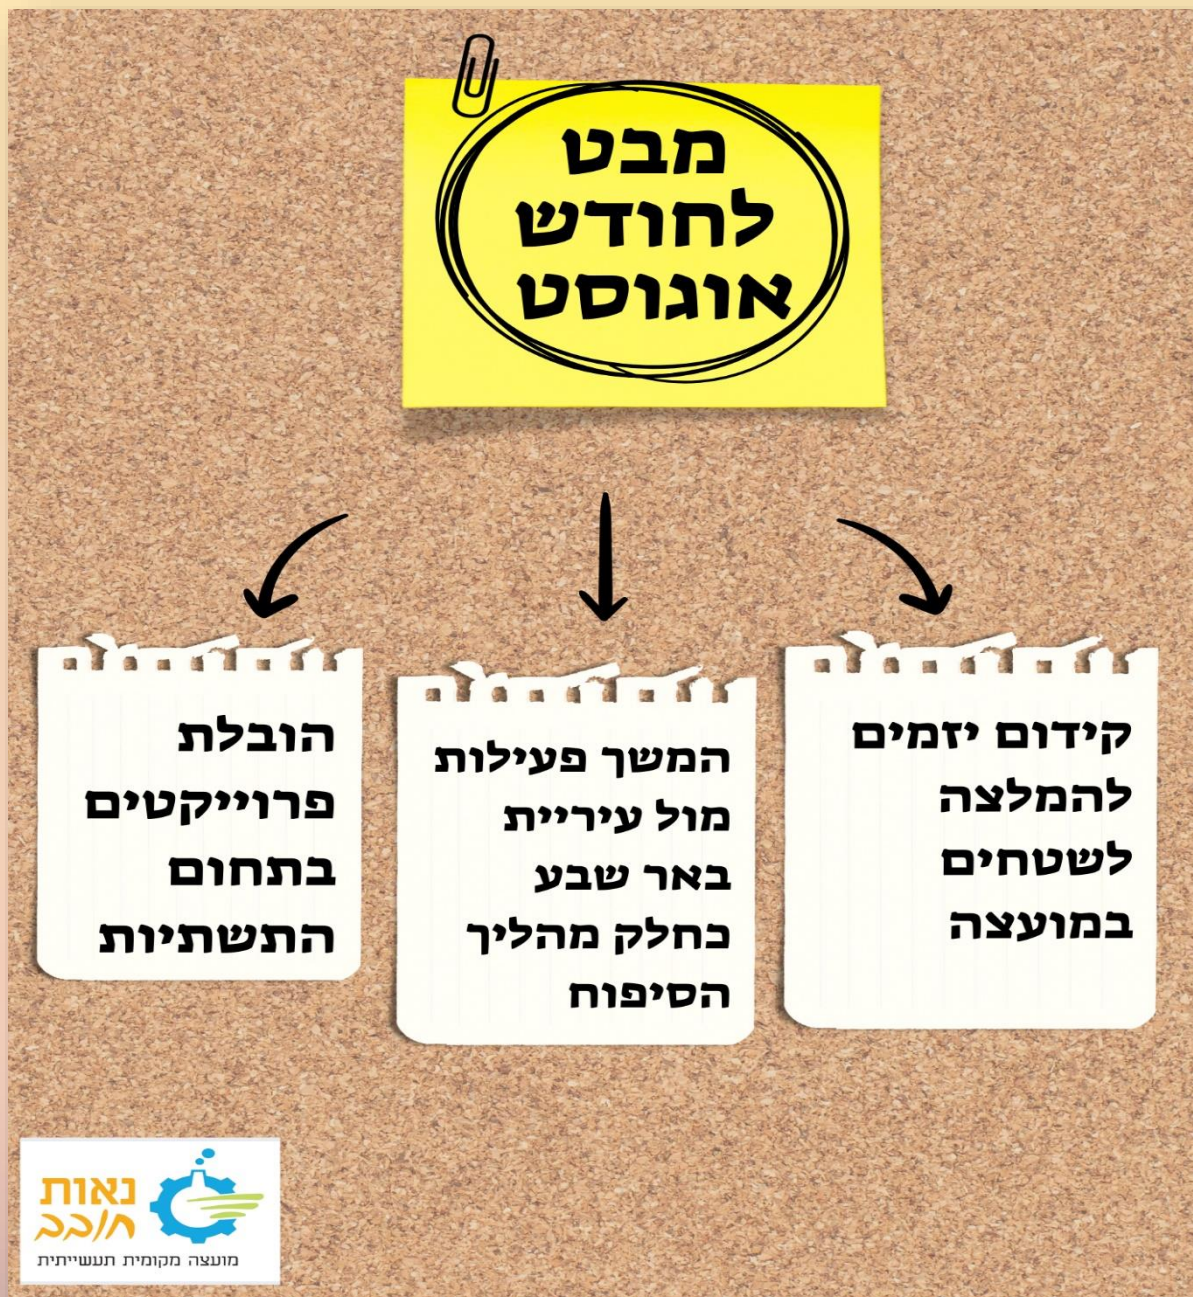 מבט
לחודש
אוגוסט
קידום יזמים
להמלצה
לשטחים
במועצה
המשך פעילות
מול עיריית
באר שבע
כחלק מהליך
הסיפוח
הובלת
פרוייקטים
בתחום
התשתיות
נאות
חובב
מועצה מקומית תעשייתית